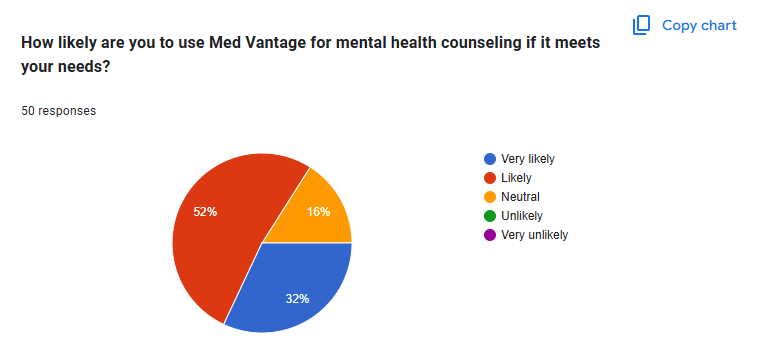 Copy chart
How likely are you to use Med Vantage for mental health counseling if it meets
your needs?
50 responses
52%
16%
32%
Very likely
Likely
Neutral
Unlikely
Very unlikely